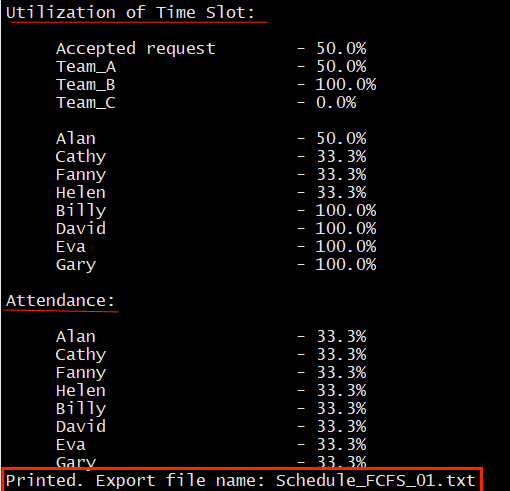 Utilization of Time Slot:
Accepted request - 50.0%
Team_A - 50.0%
Team_B - 100.0%
Team_C - 0.0%
Alan - 50.0%
Cathy - 33.3%
Fanny - 33.3%
Helen - 33.3%
Billy - 100.0%
David - 100.0%
Eva - 100.0%
Gary - 100.0%
Attendance:
Alan - 33.3%
Cathy - 33.3%
Fanny - 33.3%
Helen - 33.3%
Billy - 33.3%
David - 33.3%
Eva - 33.3%
Gary - 33.3%
Printed. Export file name: Schedule_FCFS_01.txt